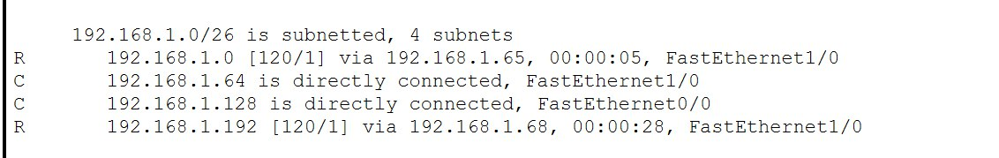 192.168.1.0/26 is subnetted, 4 subnets
R 192.168.1.0 [120/1] via 192.168.1.65, 00:00:05, FastEthernet1/0
C 192.168.1.64 is directly connected, FastEthernet1/0
C 192.168.1.128 is directly connected, FastEthernet0/0
R 192.168.1.192 [120/1] via 192.168.1.68, 00:00:28, FastEthernet1/0